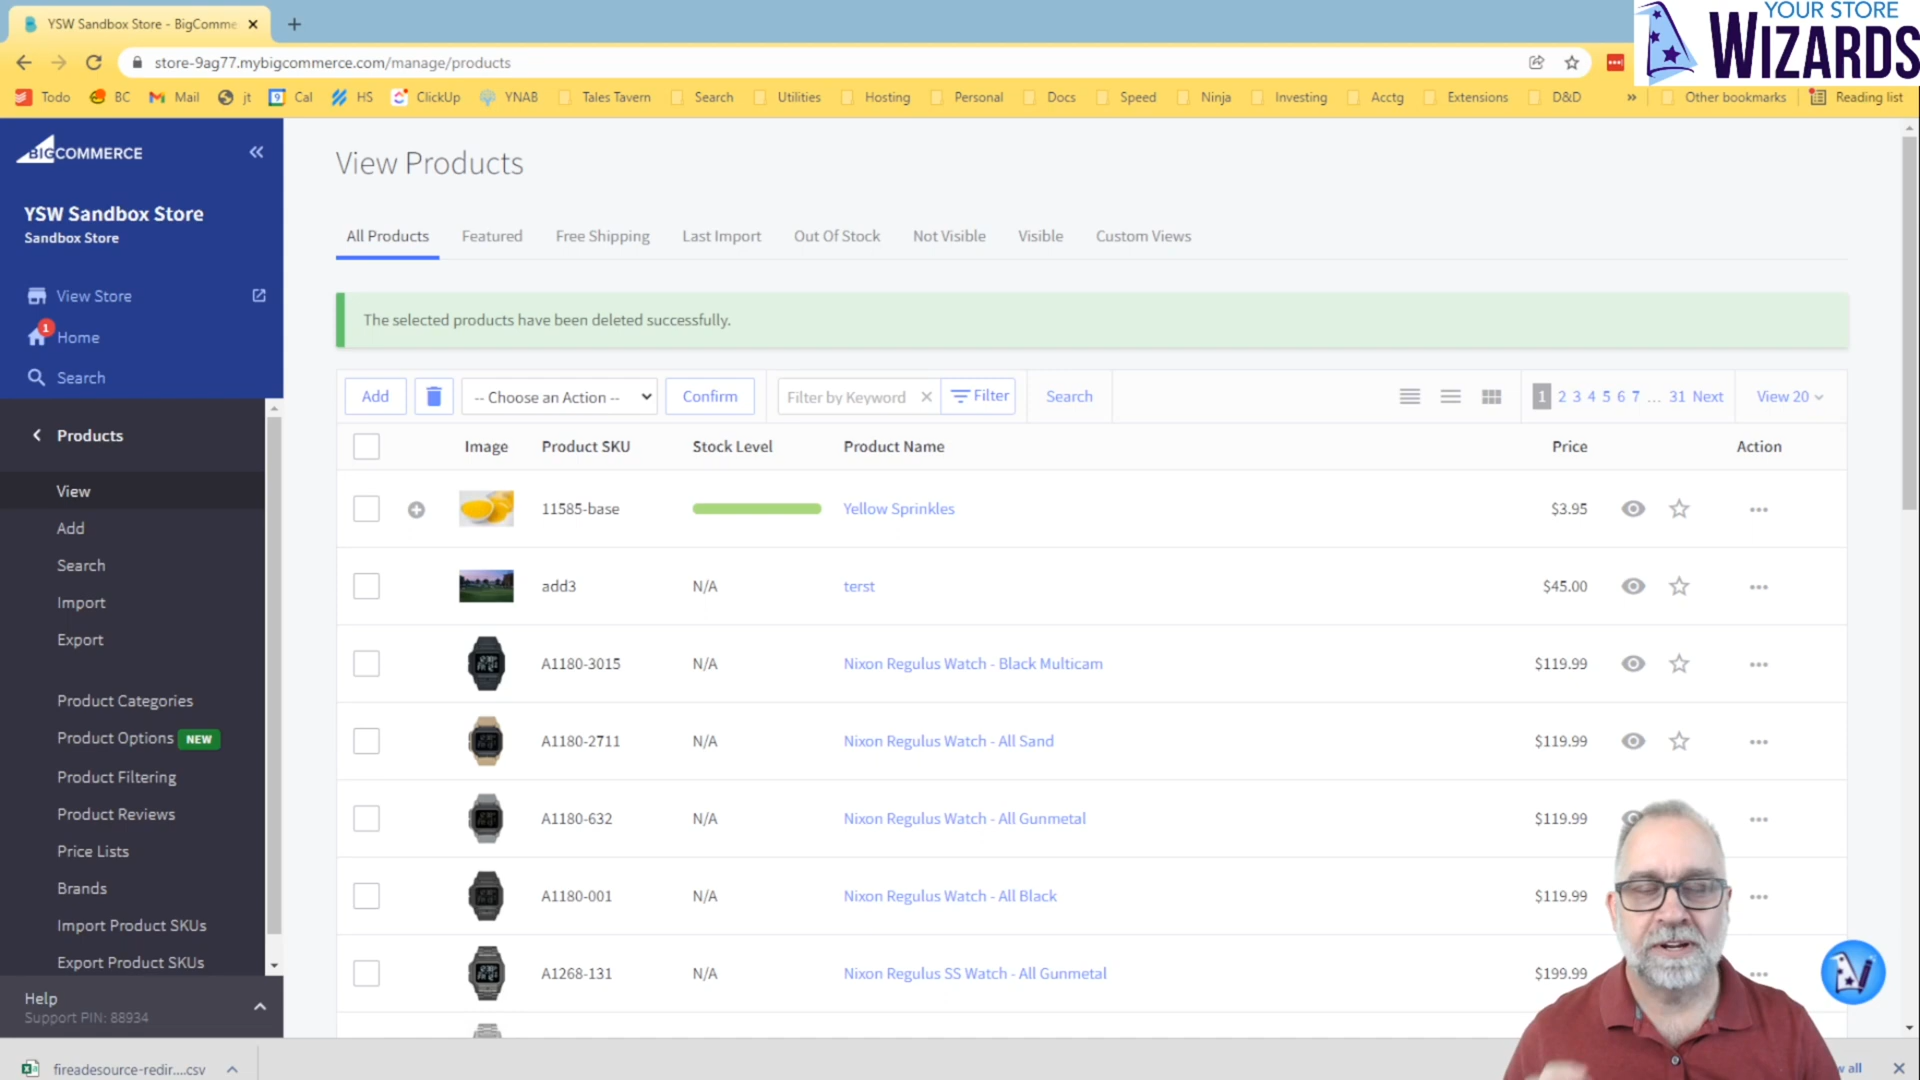 YSW Sandbox Store - BigComme
YOUR STORE
WIZARDS
store-9ag77.mybigcommerce.com/manage/products
Todo BC Mail jt Cal HS ClickUp YNAB Tales Tavern Search Utilities Hosting Personal Docs Speed Ninja Investing Acctg Extensions D&D » Other bookmarks Reading list
BIGCOMMERCE
YSW Sandbox Store
Sandbox Store
View Store
1
Home
Search
Products
View
Add
Search
Import
Export
Product Categories
Product Options NEW
Product Filtering
Product Reviews
Price Lists
Brands
Import Product SKUs
Export Product SKUs
Help
Support PIN: 88934
View Products
All Products Featured Free Shipping Last Import Out Of Stock Not Visible Visible Custom Views
The selected products have been deleted successfully.
Add -- Choose an Action -- Confirm Filter by Keyword Filter Search 1 2 3 4 5 6 7 ... 31 Next View 20
Image Product SKU Stock Level Product Name Price Action
11585-base Yellow Sprinkles $3.95
add3 N/A terst $45.00
A1180-3015 N/A Nixon Regulus Watch - Black Multicam $119.99
A1180-2711 N/A Nixon Regulus Watch - All Sand $119.99
A1180-632 N/A Nixon Regulus Watch - All Gunmetal $119.99
A1180-001 N/A Nixon Regulus Watch - All Black $119.99
A1268-131 N/A Nixon Regulus SS Watch - All Gunmetal $199.99
fireadesource-redir....csv
all